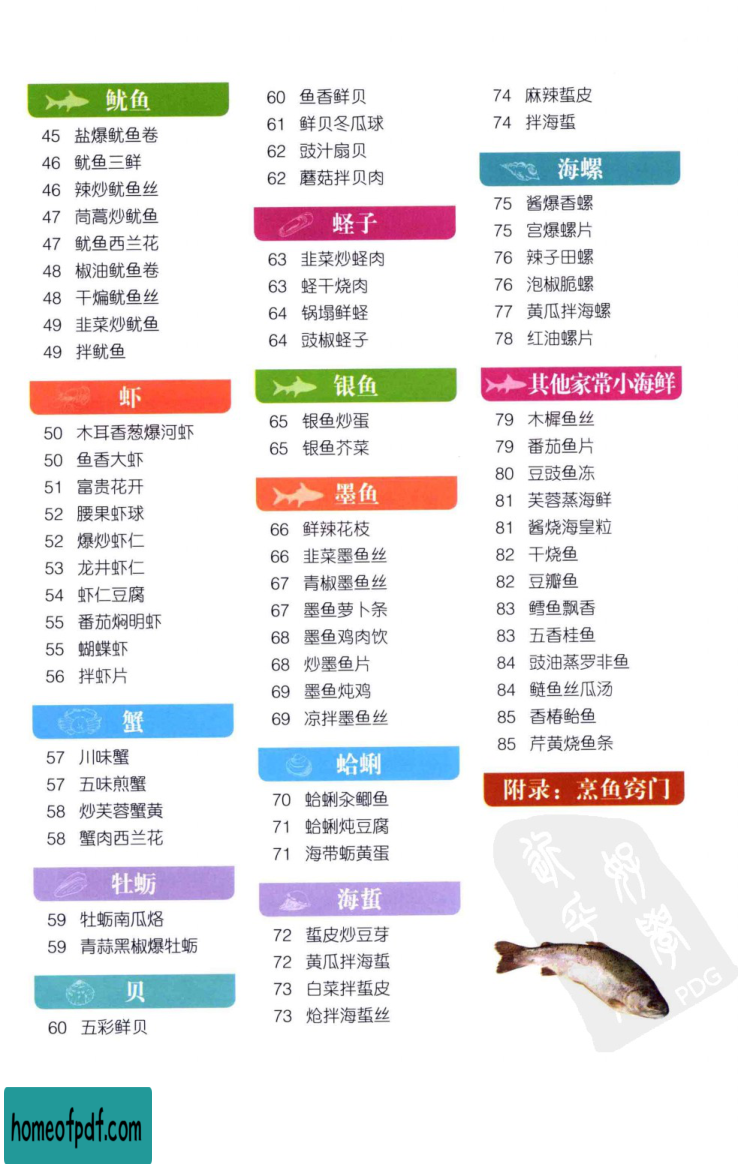 鱿鱼
45 盐爆鱿鱼卷
46 鱿鱼三鲜
46 辣炒鱿鱼丝
47 茼蒿炒鱿鱼
47 鱿鱼西兰花
48 椒油鱿鱼卷
48 干煸鱿鱼丝
49 韭菜炒鱿鱼
49 拌鱿鱼
虾
50 木耳香葱爆河虾
50 鱼香大虾
51 富贵花开
52 腰果虾球
52 爆炒虾仁
53 龙井虾仁
54 虾仁豆腐
55 番茄焖明虾
55 蝴蝶虾
56 拌虾片
蟹
57 川味蟹
57 五味煎蟹
58 炒芙蓉蟹黄
58 蟹肉西兰花
牡蛎
59 牡蛎南瓜烙
59 青蒜黑椒爆牡蛎
贝
60 五彩鲜贝
60 鱼香鲜贝
61 鲜贝冬瓜球
62 豉汁扇贝
62 蘑菇拌贝肉
蛏子
63 韭菜炒蛏肉
63 蛏干烧肉
64 锅塌鲜蛏
64 豉椒蛏子
银鱼
65 银鱼炒蛋
65 银鱼芥菜
墨鱼
66 鲜辣花枝
66 韭菜墨鱼丝
67 青椒墨鱼丝
67 墨鱼萝卜条
68 墨鱼鸡肉饮
68 炒墨鱼片
69 墨鱼炖鸡
69 凉拌墨鱼丝
蛤蜊
70 蛤蜊汆鲫鱼
71 蛤蜊炖豆腐
71 海带蛎黄蛋
海蜇
72 蜇皮炒豆芽
72 黄瓜拌海蜇
73 白菜拌蜇皮
73 炝拌海蜇丝
74 麻辣蜇皮
74 拌海蜇
海螺
75 酱爆香螺
75 宫爆螺片
76 辣子田螺
76 泡椒脆螺
77 黄瓜拌海螺
78 红油螺片
其他家常小海鲜
79 木樨鱼丝
79 番茄鱼片
80 豆豉鱼冻
81 芙蓉蒸海鲜
81 酱烧海皇粒
82 干烧鱼
82 豆瓣鱼
83 鳕鱼飘香
83 五香桂鱼
84 豉油蒸罗非鱼
84 鲢鱼丝瓜汤
85 香椿鲐鱼
85 芹黄烧鱼条
附录：烹鱼窍门
PDG
homeofpdf.com